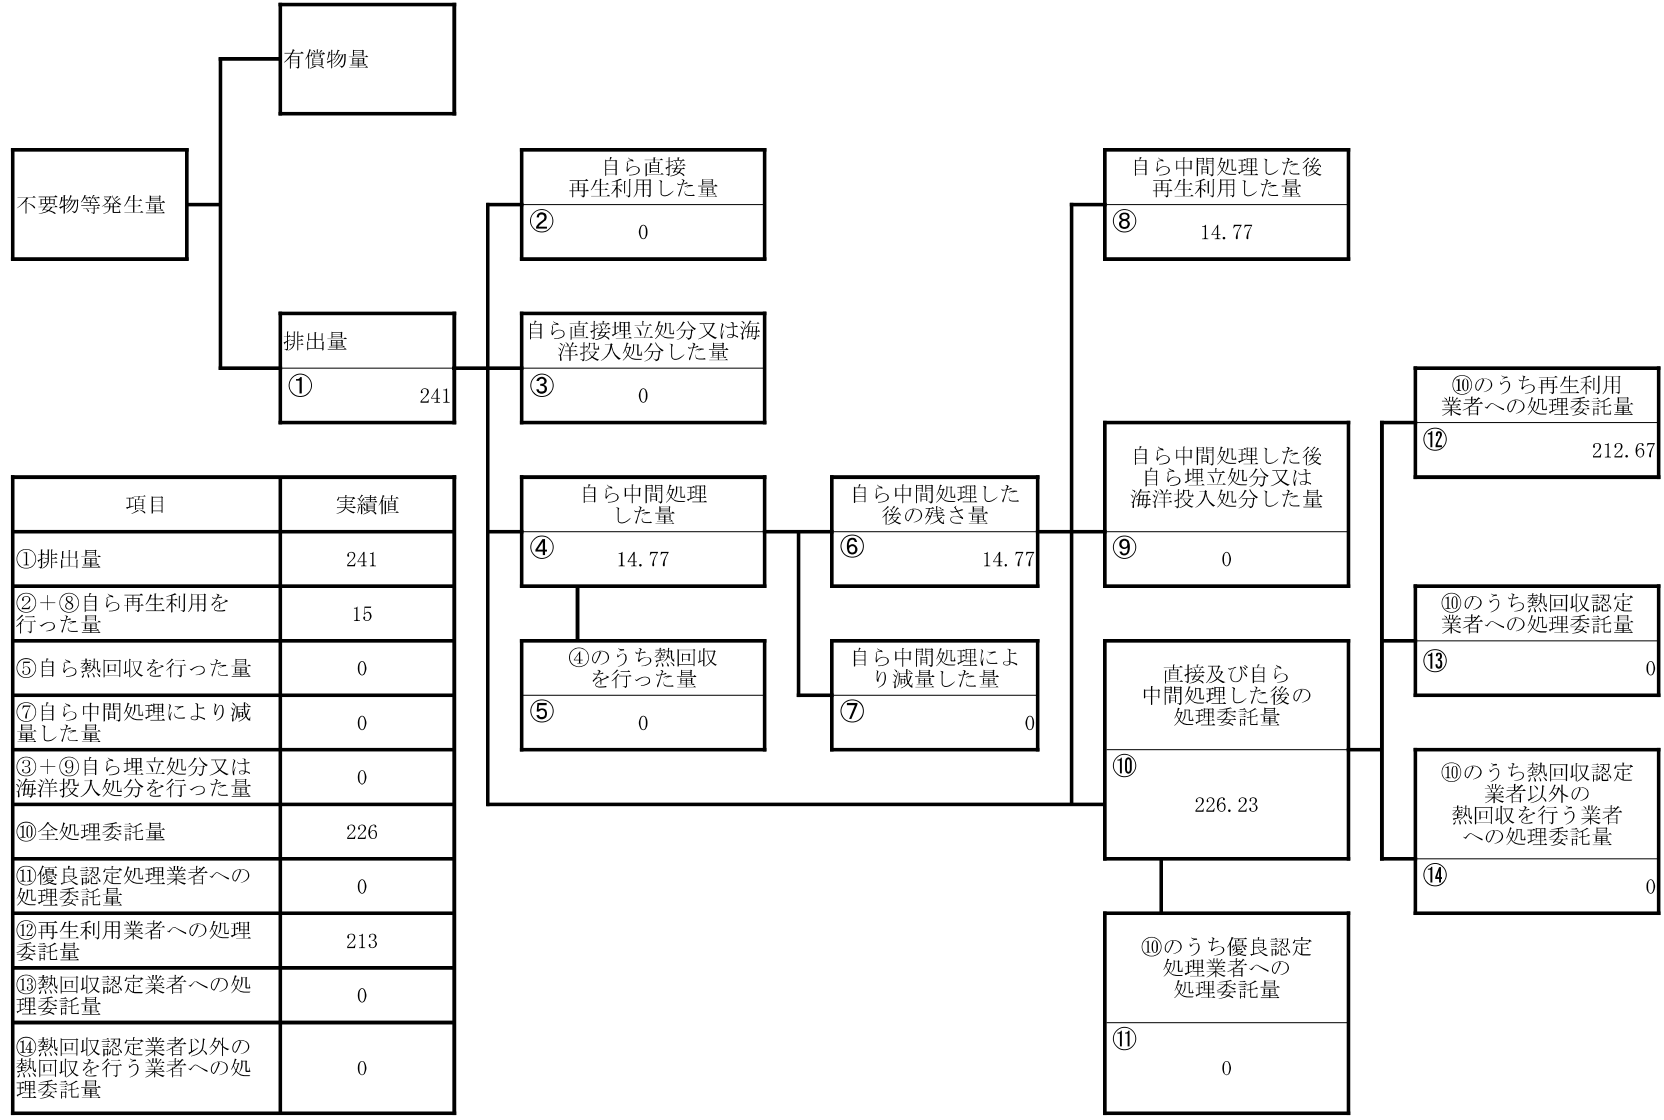 有償物量
不要物等発生量
排出量
①
241
自ら直接
再生利用した量
②
0
自ら直接埋立処分又は海
洋投入処分した量
③
0
自ら中間処理
した量
④
14.77
④のうち熱回収
を行った量
⑤
0
自ら中間処理した
後の残さ量
⑥
14.77
自ら中間処理によ
り減量した量
⑦
0
自ら中間処理した後
再生利用した量
⑧
14.77
自ら中間処理した後
自ら埋立処分又は
海洋投入処分した量
⑨
0
直接及び自ら
中間処理した後の
処理委託量
⑩
226.23
⑩のうち優良認定
処理業者への
処理委託量
⑪
0
⑩のうち再生利用
業者への処理委託量
⑫
212.67
⑩のうち熱回収認定
業者への処理委託量
⑬
0
⑩のうち熱回収認定
業者以外の
熱回収を行う業者
への処理委託量
⑭
0
項目
実績値
①排出量
241
②＋⑧自ら再生利用を
行った量
15
⑤自ら熱回収を行った量
0
⑦自ら中間処理により減
量した量
0
③＋⑨自ら埋立処分又は
海洋投入処分を行った量
0
⑩全処理委託量
226
⑪優良認定処理業者への
処理委託量
0
⑫再生利用業者への処理
委託量
213
⑬熱回収認定業者への処
理委託量
0
⑭熱回収認定業者以外の
熱回収を行う業者への処
理委託量
0